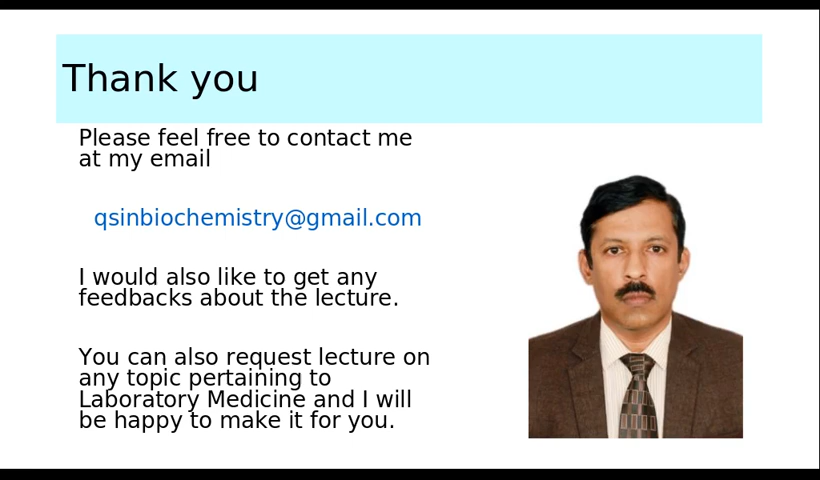 Thank you
Please feel free to contact me
at my email
qsinbiochemistry@gmail.com
I would also like to get any
feedbacks about the lecture.
You can also request lecture on
any topic pertaining to
Laboratory Medicine and I will
be happy to make it for you.